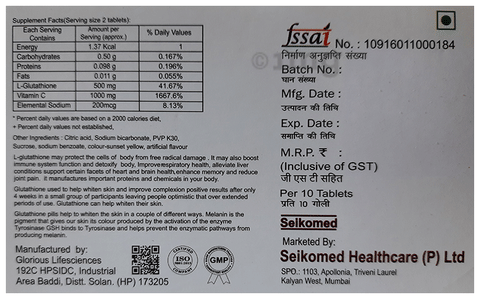 Supplement Facts(Serving size 2 tablets):
Each Serving Contains | Amount per Serving (approx.) | % Daily Values
Energy | 1.37 Kcal | 1
Carbohydrates | 0.50 g | 0.167%
Proteins | 0.098 g | 0.196%
Fats | 0.011 g | 0.055%
L-Glutathione | 500 mg | 41.67%
Vitamin C | 1000 mg | 1667.6%
Elemental Sodium | 200mcg | 8.13%
* Percent daily values are based on a 2000 calories diet,
+ Percent daily values not established,
Other Ingredients : Citric acid, Sodium bicarbonate, PVP K30,
Sucrose, sodium benzoate, colour-sunset yellow, artificial flavour
L-glutathione may protect the cells of body from free radical damage . It may also boost
immune system function and detoxify body, Improve respiratory health, alleviate liver
conditions support certain facets of heart and brain health,enhance memory and reduce
joint pain. it manufactures important proteins and chemicals in your body.
Glutathione used to help whiten skin and improve complexion positive results after only
4 weeks in a small group of participants leaving people optimistic that over extended
periods of use. Glutathione can help whiten skin.
Glutathione pills help to whiten the skin in a couple of different ways. Melanin is the
pigment that gives our skin its colour produced by the activation of the enzyme
Tyrosinase GSH binds to Tyrosinase and helps prevent the enzymatic pathways from
producing melanin.
Manufactured by:
Glorious Lifesciences
192C HPSIDC, Industrial
Area Baddi, Distt. Solan. (HP) 173205
ISO
GMP
fssai No. : 10916011000184
निर्माण अनुज्ञप्ति संख्या
Batch No. :
घान संख्या
Mfg. Date :
उत्पादन की तिथि
Exp. Date :
समाप्ति की तिथि
M.R.P. ₹ :
(Inclusive of GST)
जी एस टी सहित
Per 10 Tablets
प्रति 10 गोली
Seikomed
Marketed By:
Seikomed Healthcare (P) Ltd
SPO.: 1103, Apollonia, Triveni Laurel
Kalyan West, Mumbai